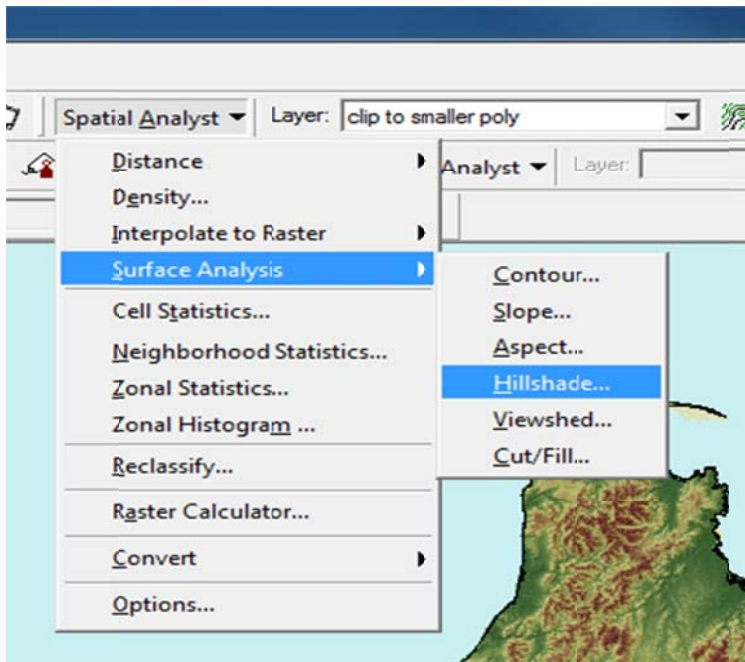 Spatial Analyst Layer: clip to smaller poly
Distance
Analyst Layer:
Density...
Interpolate to Raster
Surface Analysis
Cell Statistics...
Neighborhood Statistics...
Zonal Statistics...
Zonal Histogram ...
Reclassify...
Raster Calculator...
Convert
Options...
Contour...
Slope...
Aspect...
Hillshade...
Viewshed...
Cut/Fill...